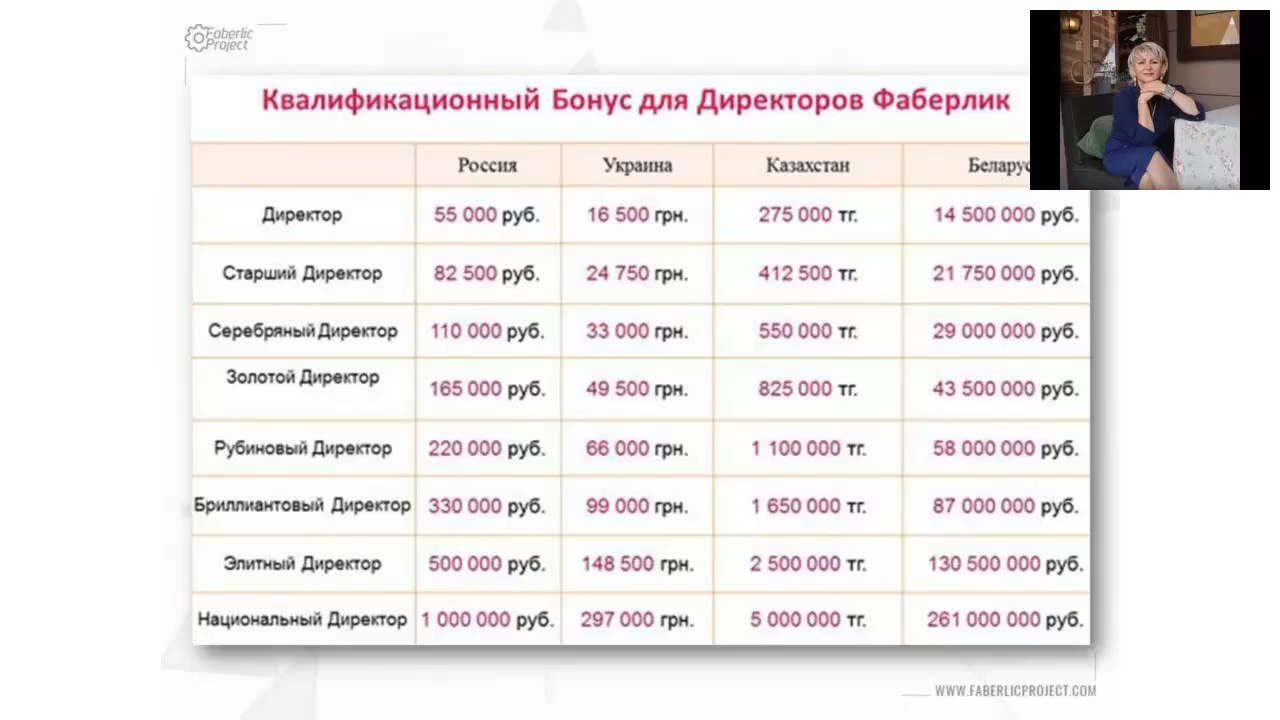 Faberlic
Project
Квалификационный Бонус для Директоров Фаберлик
Россия Украина Казахстан Беларус
Директор 55 000 руб. 16 500 грн. 275 000 тг. 14 500 000 руб.
Старший Директор 82 500 руб. 24 750 грн. 412 500 тг. 21 750 000 руб.
Серебряный Директор 110 000 руб. 33 000 грн. 550 000 тг. 29 000 000 руб.
Золотой Директор 165 000 руб. 49 500 грн. 825 000 тг. 43 500 000 руб.
Рубиновый Директор 220 000 руб. 66 000 грн. 1 100 000 тг. 58 000 000 руб.
Бриллиантовый Директор 330 000 руб. 99 000 грн. 1 650 000 тг. 87 000 000 руб.
Элитный Директор 500 000 руб. 148 500 грн. 2 500 000 тг. 130 500 000 руб.
Национальный Директор 1 000 000 руб. 297 000 грн. 5 000 000 тг. 261 000 000 руб.
WWW.FABERLICPROJECT.COM